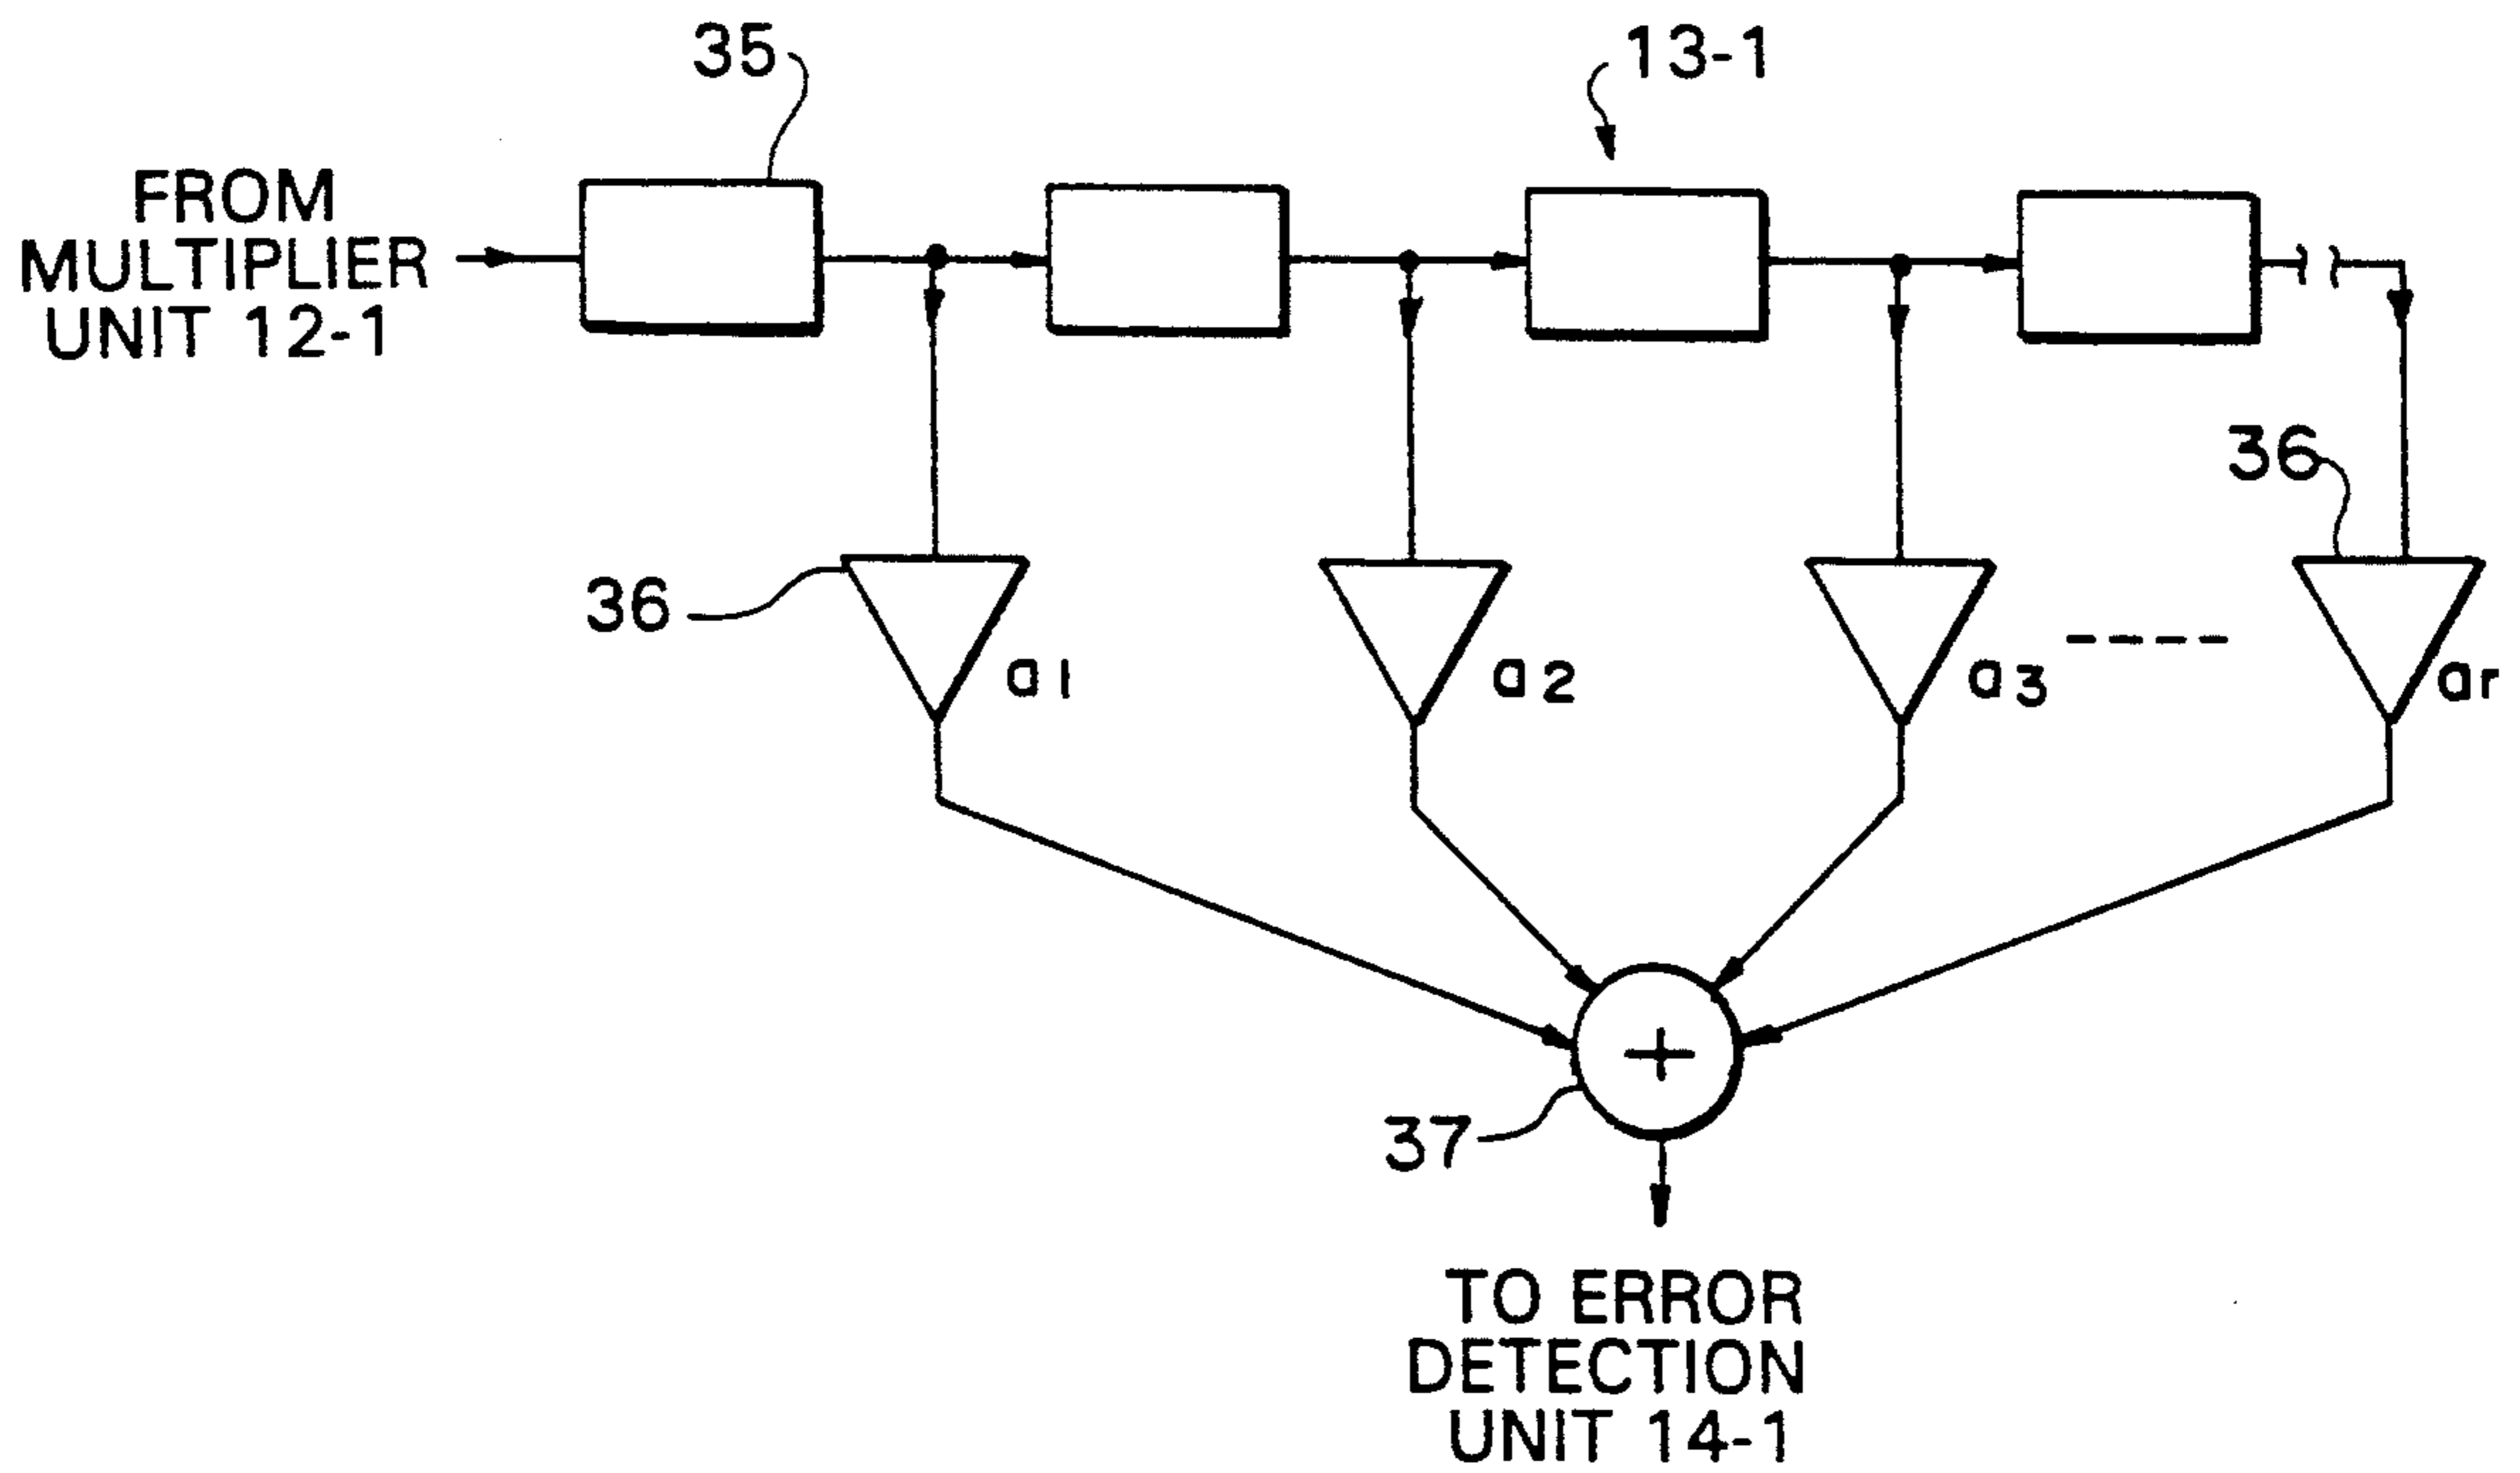 35
13-1
FROM
MULTIPLIER
UNIT 12-1
36
36
a1
a2
a3
ar
+
37
TO ERROR
DETECTION
UNIT 14-1